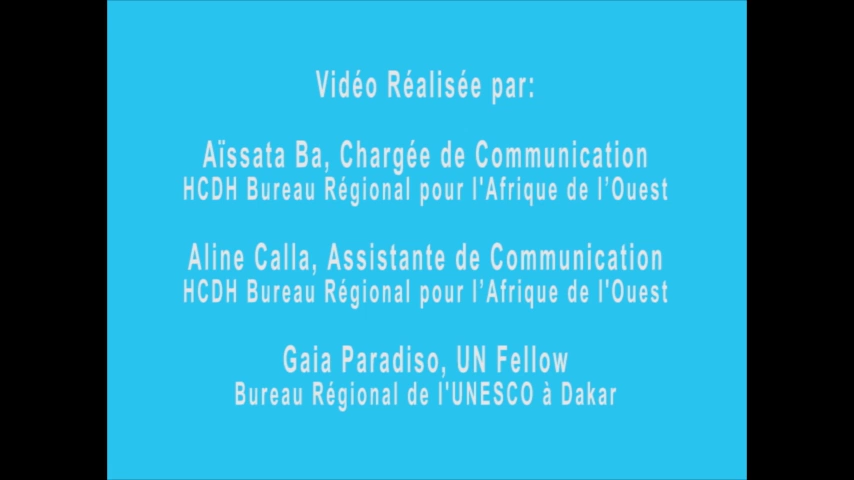 Vidéo Réalisée par:
Aïssata Ba, Chargée de Communication
HCDH Bureau Régional pour l'Afrique de l’Ouest
Aline Calla, Assistante de Communication
HCDH Bureau Régional pour l’Afrique de l'Ouest
Gaia Paradiso, UN Fellow
Bureau Régional de l'UNESCO à Dakar